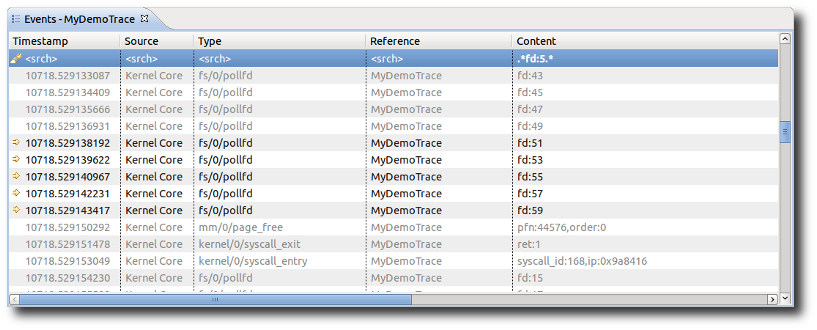 Events - MyDemoTrace
Timestamp Source Type Reference Content
<srch> <srch> <srch> <srch> .*fd:5.*
10718.529133087 Kernel Core fs/0/pollfd MyDemoTrace fd:43
10718.529134409 Kernel Core fs/0/pollfd MyDemoTrace fd:45
10718.529135666 Kernel Core fs/0/pollfd MyDemoTrace fd:47
10718.529136931 Kernel Core fs/0/pollfd MyDemoTrace fd:49
10718.529138192 Kernel Core fs/0/pollfd MyDemoTrace fd:51
10718.529139622 Kernel Core fs/0/pollfd MyDemoTrace fd:53
10718.529140967 Kernel Core fs/0/pollfd MyDemoTrace fd:55
10718.529142231 Kernel Core fs/0/pollfd MyDemoTrace fd:57
10718.529143417 Kernel Core fs/0/pollfd MyDemoTrace fd:59
10718.529150292 Kernel Core mm/0/page_free MyDemoTrace pfn:44576,order:0
10718.529151478 Kernel Core kernel/0/syscall_exit MyDemoTrace ret:1
10718.529153049 Kernel Core kernel/0/syscall_entry MyDemoTrace syscall_id:168,ip:0x9a8416
10718.529154230 Kernel Core fs/0/pollfd MyDemoTrace fd:15